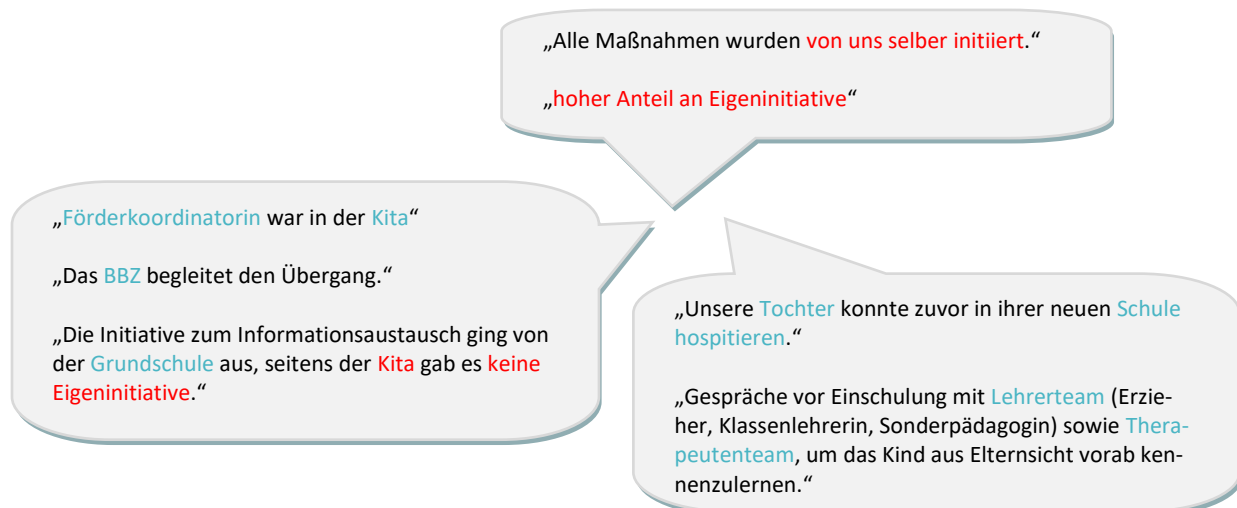 „Alle Maßnahmen wurden von uns selber initiiert.“
„hoher Anteil an Eigeninitiative“
„Förderkoordinatorin war in der Kita“
„Das BBZ begleitet den Übergang.“
„Die Initiative zum Informationsaustausch ging von
der Grundschule aus, seitens der Kita gab es keine
Eigeninitiative.“
„Unsere Tochter konnte zuvor in ihrer neuen Schule
hospitieren.“
„Gespräche vor Einschulung mit Lehrerteam (Erzie-
her, Klassenlehrerin, Sonderpädagogin) sowie Thera-
peutenteam, um das Kind aus Elternsicht vorab ken-
nenzulernen.“